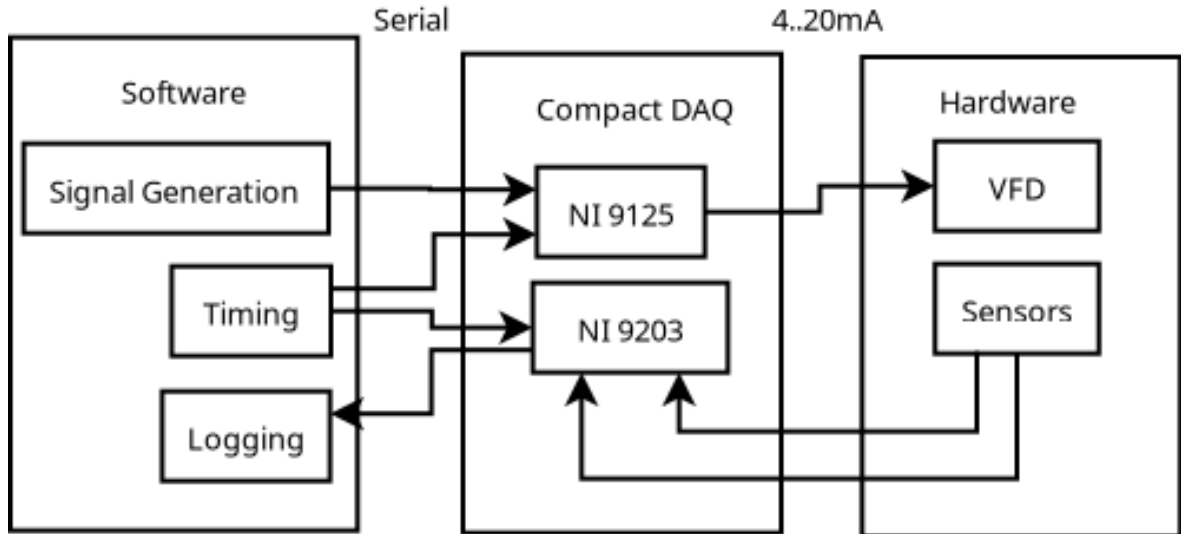 Serial
4..20mA
Software
Compact DAQ
Hardware
Signal Generation
NI 9125
VFD
Timing
NI 9203
Sensors
Logging